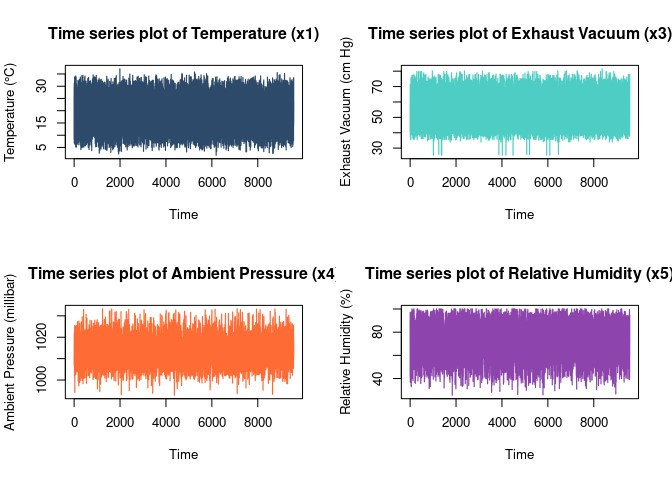 Time series plot of Temperature (x1)
Temperature (°C)
5 15 30
0 2000 4000 6000 8000
Time
Time series plot of Exhaust Vacuum (x3)
Exhaust Vacuum (cm Hg)
30 50 70
0 2000 4000 6000 8000
Time
Time series plot of Ambient Pressure (x4
Ambient Pressure (millibar)
1000 1020
0 2000 4000 6000 8000
Time
Time series plot of Relative Humidity (x5)
Relative Humidity (%)
40 80
0 2000 4000 6000 8000
Time